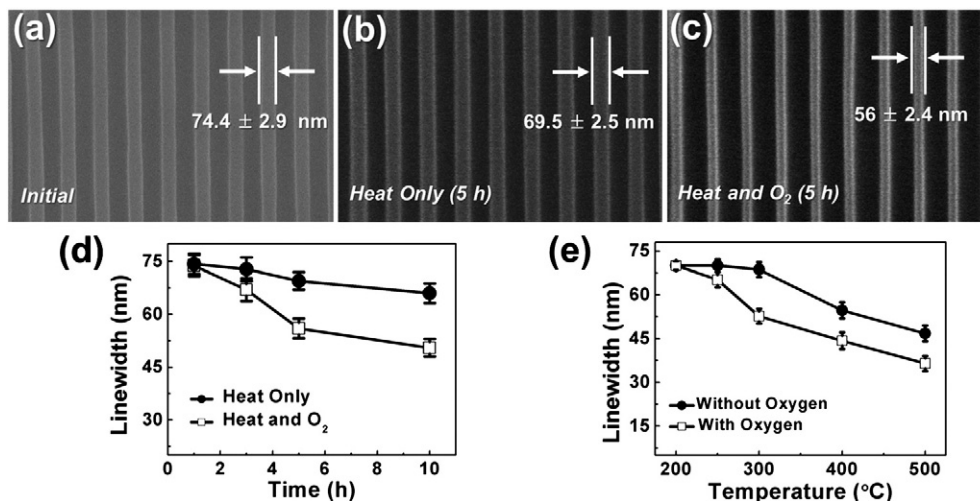 (a)
74.4 ± 2.9 nm
Initial
(b)
69.5 ± 2.5 nm
Heat Only (5 h)
(c)
56 ± 2.4 nm
Heat and O₂ (5 h)
(d)
Linewidth (nm)
75
60
45
30
Heat Only
Heat and O₂
0 2 4 6 8 10
Time (h)
(e)
Linewidth (nm)
75
60
45
30
15
Without Oxygen
With Oxygen
200 300 400 500
Temperature (°C)